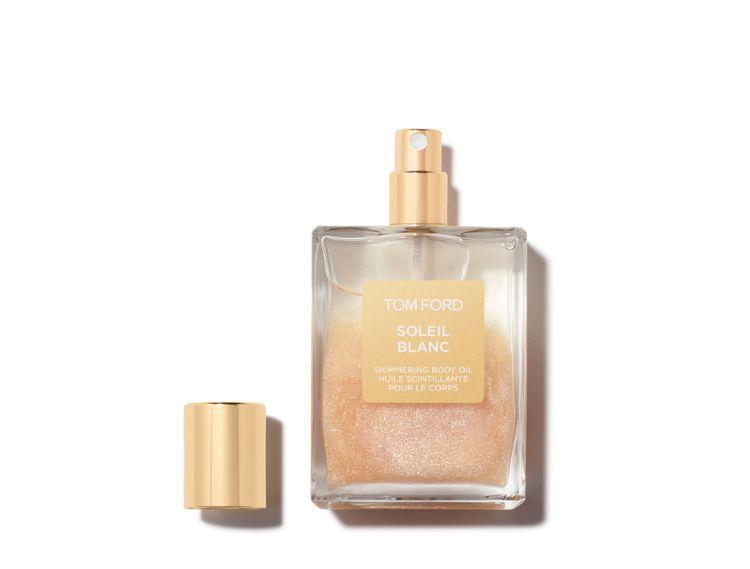 TOM FORD
SOLEIL
BLANC
SHIMMERING BODY OIL
HUILE SCINTILLANTE
POUR LE CORPS